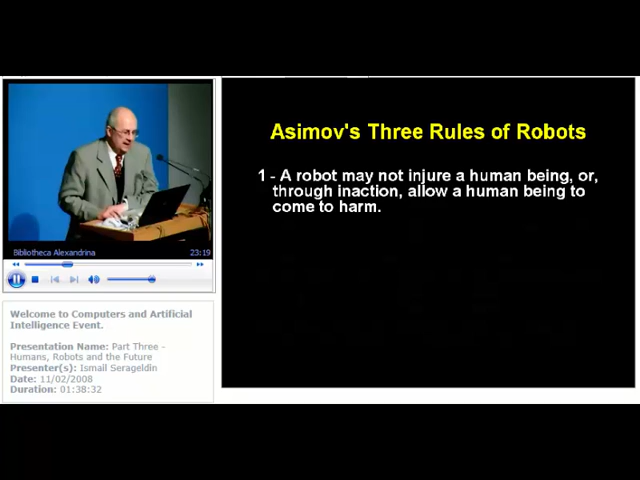 Asimov's Three Rules of Robots
1 - A robot may not injure a human being, or,
through inaction, allow a human being to
come to harm.
Bibliotheca Alexandrina 23:19
Welcome to Computers and Artificial
Intelligence Event.
Presentation Name: Part Three -
Humans, Robots and the Future
Presenter(s): Ismail Serageldin
Date: 11/02/2008
Duration: 01:38:32